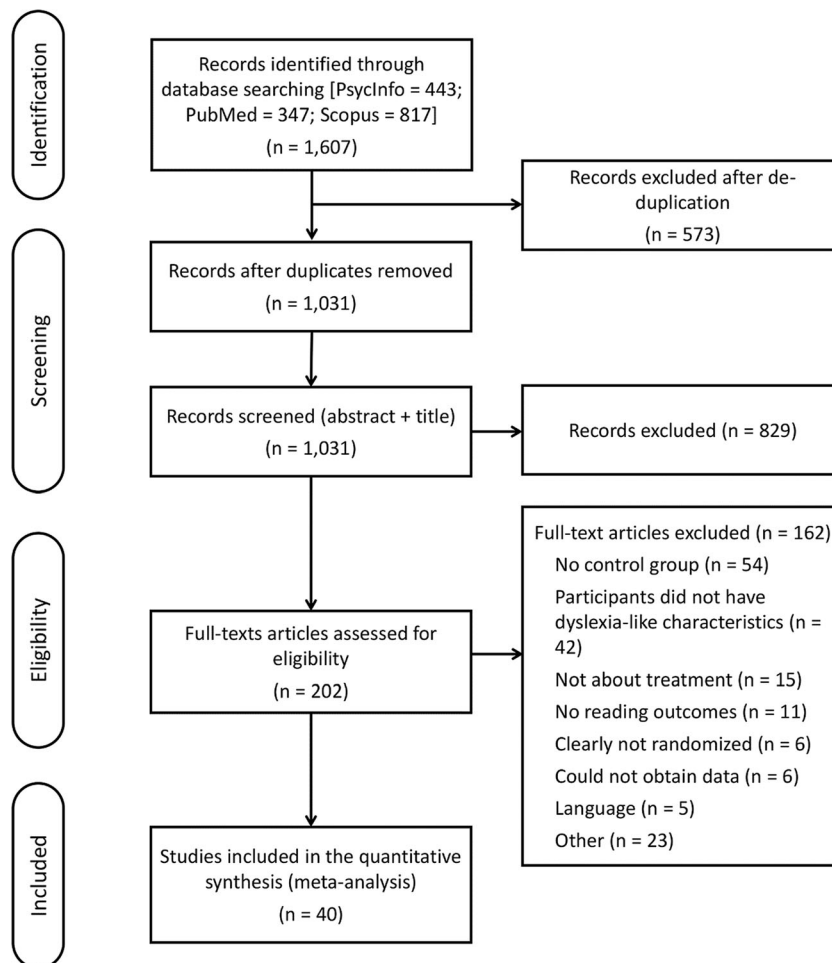 Identification
Records identified through
database searching [PsycInfo = 443;
PubMed = 347; Scopus = 817]
(n = 1,607)
Records excluded after de-
duplication
(n = 573)
Screening
Records after duplicates removed
(n = 1,031)
Records screened (abstract + title)
(n = 1,031)
Records excluded (n = 829)
Eligibility
Full-texts articles assessed for
eligibility
(n = 202)
Full-text articles excluded (n = 162)
No control group (n = 54)
Participants did not have
dyslexia-like characteristics (n =
42)
Not about treatment (n = 15)
No reading outcomes (n = 11)
Clearly not randomized (n = 6)
Could not obtain data (n = 6)
Language (n = 5)
Other (n = 23)
Included
Studies included in the quantitative
synthesis (meta-analysis)
(n = 40)